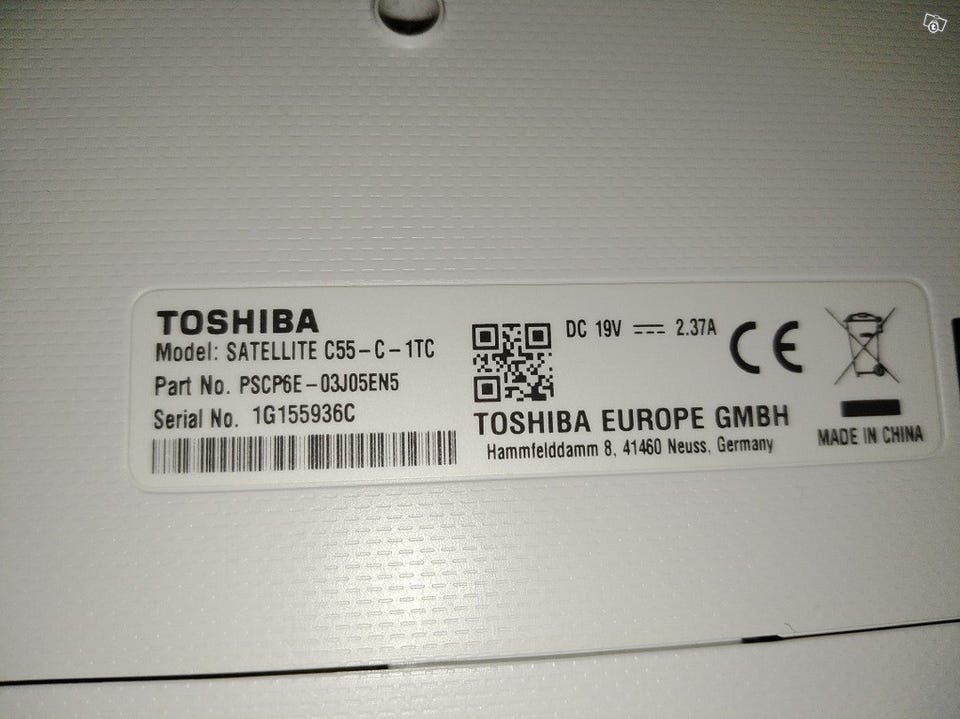 TOSHIBA
Model: SATELLITE C55-C-1TC
Part No. PSCP6E-03J05EN5
Serial No. 1G155936C
DC 19V ⎓ 2.37A
CE
TOSHIBA EUROPE GMBH
Hammfelddamm 8, 41460 Neuss, Germany
MADE IN CHINA
t